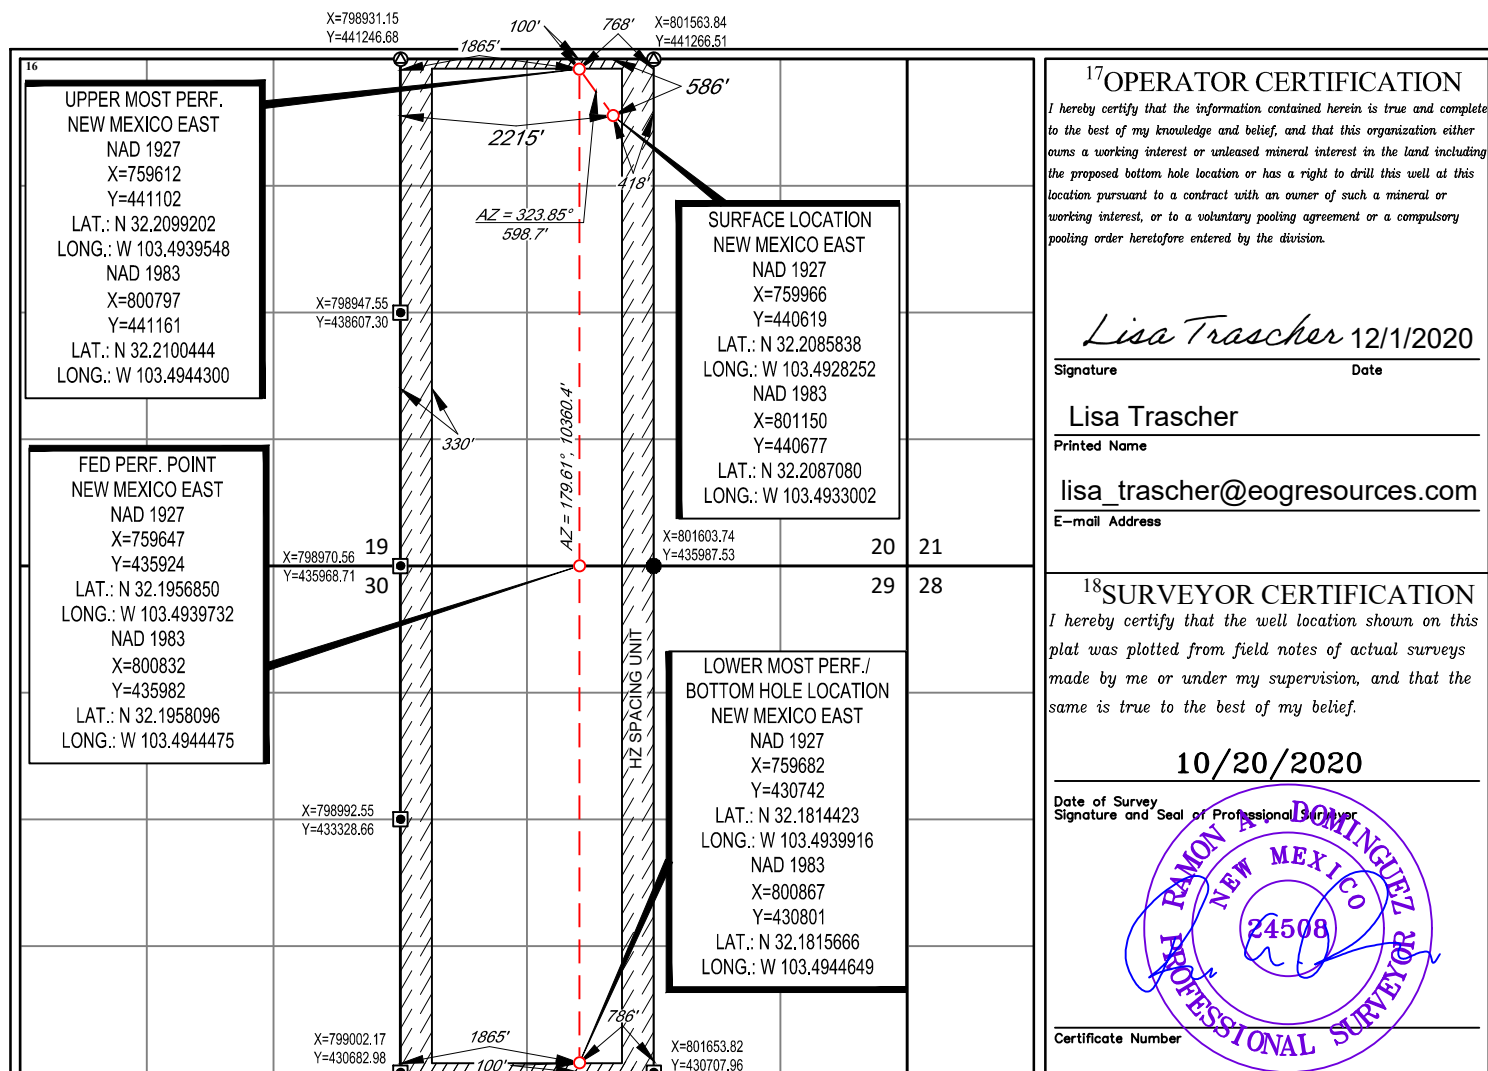 X=798931.15
Y=441246.68
100'
768'
X=801563.84
Y=441266.51
1865'
16
586'
2215'
418'
AZ = 323.85°
598.7'
UPPER MOST PERF.
NEW MEXICO EAST
NAD 1927
X=759612
Y=441102
LAT.: N 32.2099202
LONG.: W 103.4939548
NAD 1983
X=800797
Y=441161
LAT.: N 32.2100444
LONG.: W 103.4944300
SURFACE LOCATION
NEW MEXICO EAST
NAD 1927
X=759966
Y=440619
LAT.: N 32.2085838
LONG.: W 103.4928252
NAD 1983
X=801150
Y=440677
LAT.: N 32.2087080
LONG.: W 103.4933002
X=798947.55
Y=438607.30
330'
AZ = 179.61°, 10360.4'
FED PERF. POINT
NEW MEXICO EAST
NAD 1927
X=759647
Y=435924
LAT.: N 32.1956850
LONG.: W 103.4939732
NAD 1983
X=800832
Y=435982
LAT.: N 32.1958096
LONG.: W 103.4944475
X=798970.56
Y=435968.71
19
30
X=801603.74
Y=435987.53
20
21
29
28
HZ SPACING UNIT
LOWER MOST PERF./
BOTTOM HOLE LOCATION
NEW MEXICO EAST
NAD 1927
X=759682
Y=430742
LAT.: N 32.1814423
LONG.: W 103.4939916
NAD 1983
X=800867
Y=430801
LAT.: N 32.1815666
LONG.: W 103.4944649
X=798992.55
Y=433328.66
X=799002.17
Y=430682.98
1865'
100'
786'
X=801653.82
Y=430707.96
17 OPERATOR CERTIFICATION
I hereby certify that the information contained herein is true and complete
to the best of my knowledge and belief, and that this organization either
owns a working interest or unleased mineral interest in the land including
the proposed bottom hole location or has a right to drill this well at this
location pursuant to a contract with an owner of such a mineral or
working interest, or to a voluntary pooling agreement or a compulsory
pooling order heretofore entered by the division.
Lisa Trascher 12/1/2020
Signature Date
Lisa Trascher
Printed Name
lisa_trascher@eogresources.com
E-mail Address
18 SURVEYOR CERTIFICATION
I hereby certify that the well location shown on this
plat was plotted from field notes of actual surveys
made by me or under my supervision, and that the
same is true to the best of my belief.
10/20/2020
Date of Survey
Signature and Seal of Professional Surveyor
RAMON A. DOMINGUEZ
NEW MEXICO
24508
PROFESSIONAL SURVEYOR
Certificate Number